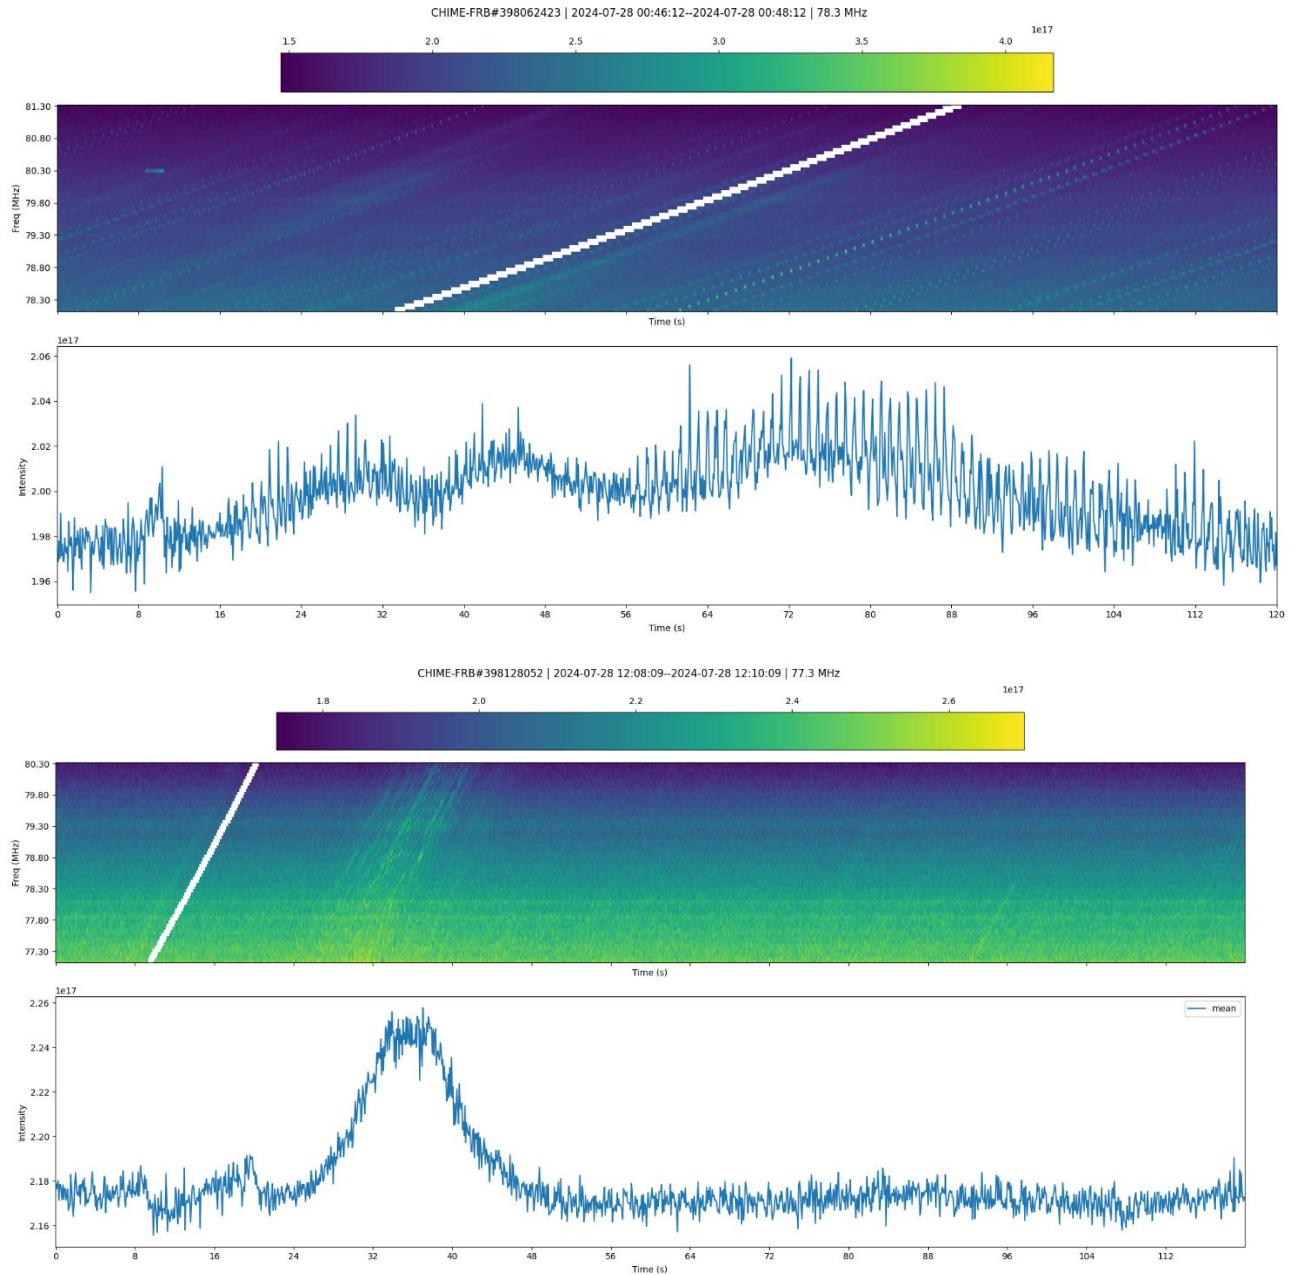 CHIME-FRB#398062423 | 2024-07-28 00:46:12--2024-07-28 00:48:12 | 78.3 MHz
1e17
1.5 2.0 2.5 3.0 3.5 4.0
81.30
80.80
80.30
79.80
79.30
78.80
78.30
Freq (MHz)
Time (s)
1e17
2.06
2.04
2.02
2.00
1.98
1.96
Intensity
0 8 16 24 32 40 48 56 64 72 80 88 96 104 112 120
Time (s)
CHIME-FRB#398128052 | 2024-07-28 12:08:09--2024-07-28 12:10:09 | 77.3 MHz
1e17
1.8 2.0 2.2 2.4 2.6
80.30
79.80
79.30
78.80
78.30
77.80
77.30
Freq (MHz)
Time (s)
1e17
2.26
2.24
2.22
2.20
2.18
2.16
Intensity
mean
0 8 16 24 32 40 48 56 64 72 80 88 96 104 112
Time (s)